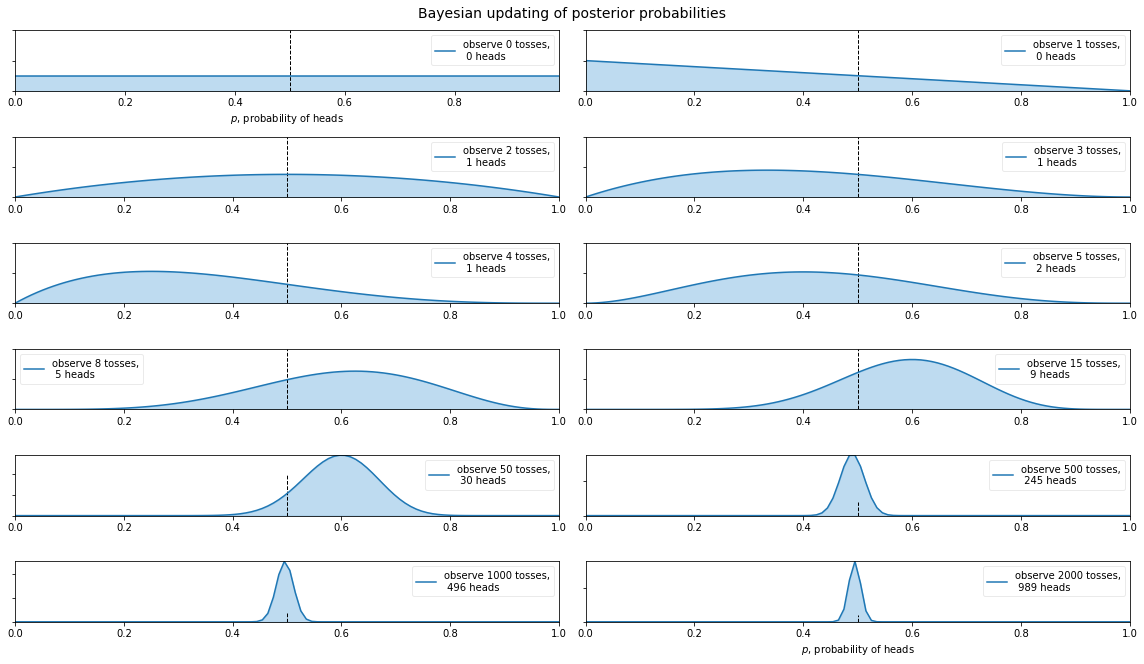 Bayesian updating of posterior probabilities
observe 0 tosses,
0 heads
0.0 0.2 0.4 0.6 0.8
p, probability of heads
observe 1 tosses,
0 heads
0.0 0.2 0.4 0.6 0.8 1.0
observe 2 tosses,
1 heads
0.0 0.2 0.4 0.6 0.8 1.0
observe 3 tosses,
1 heads
0.0 0.2 0.4 0.6 0.8 1.0
observe 4 tosses,
1 heads
0.0 0.2 0.4 0.6 0.8 1.0
observe 5 tosses,
2 heads
0.0 0.2 0.4 0.6 0.8 1.0
observe 8 tosses,
5 heads
0.0 0.2 0.4 0.6 0.8 1.0
observe 15 tosses,
9 heads
0.0 0.2 0.4 0.6 0.8 1.0
observe 50 tosses,
30 heads
0.0 0.2 0.4 0.6 0.8 1.0
observe 500 tosses,
245 heads
0.0 0.2 0.4 0.6 0.8 1.0
observe 1000 tosses,
496 heads
0.0 0.2 0.4 0.6 0.8 1.0
observe 2000 tosses,
989 heads
0.0 0.2 0.4 0.6 0.8 1.0
p, probability of heads